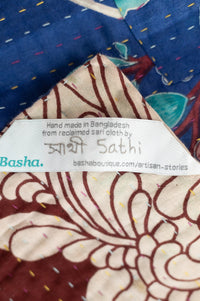 Hand made in Bangladesh
from reclaimed sari cloth by
সাথী Sathi
Basha.
bashaboutique.com/artisan-stories